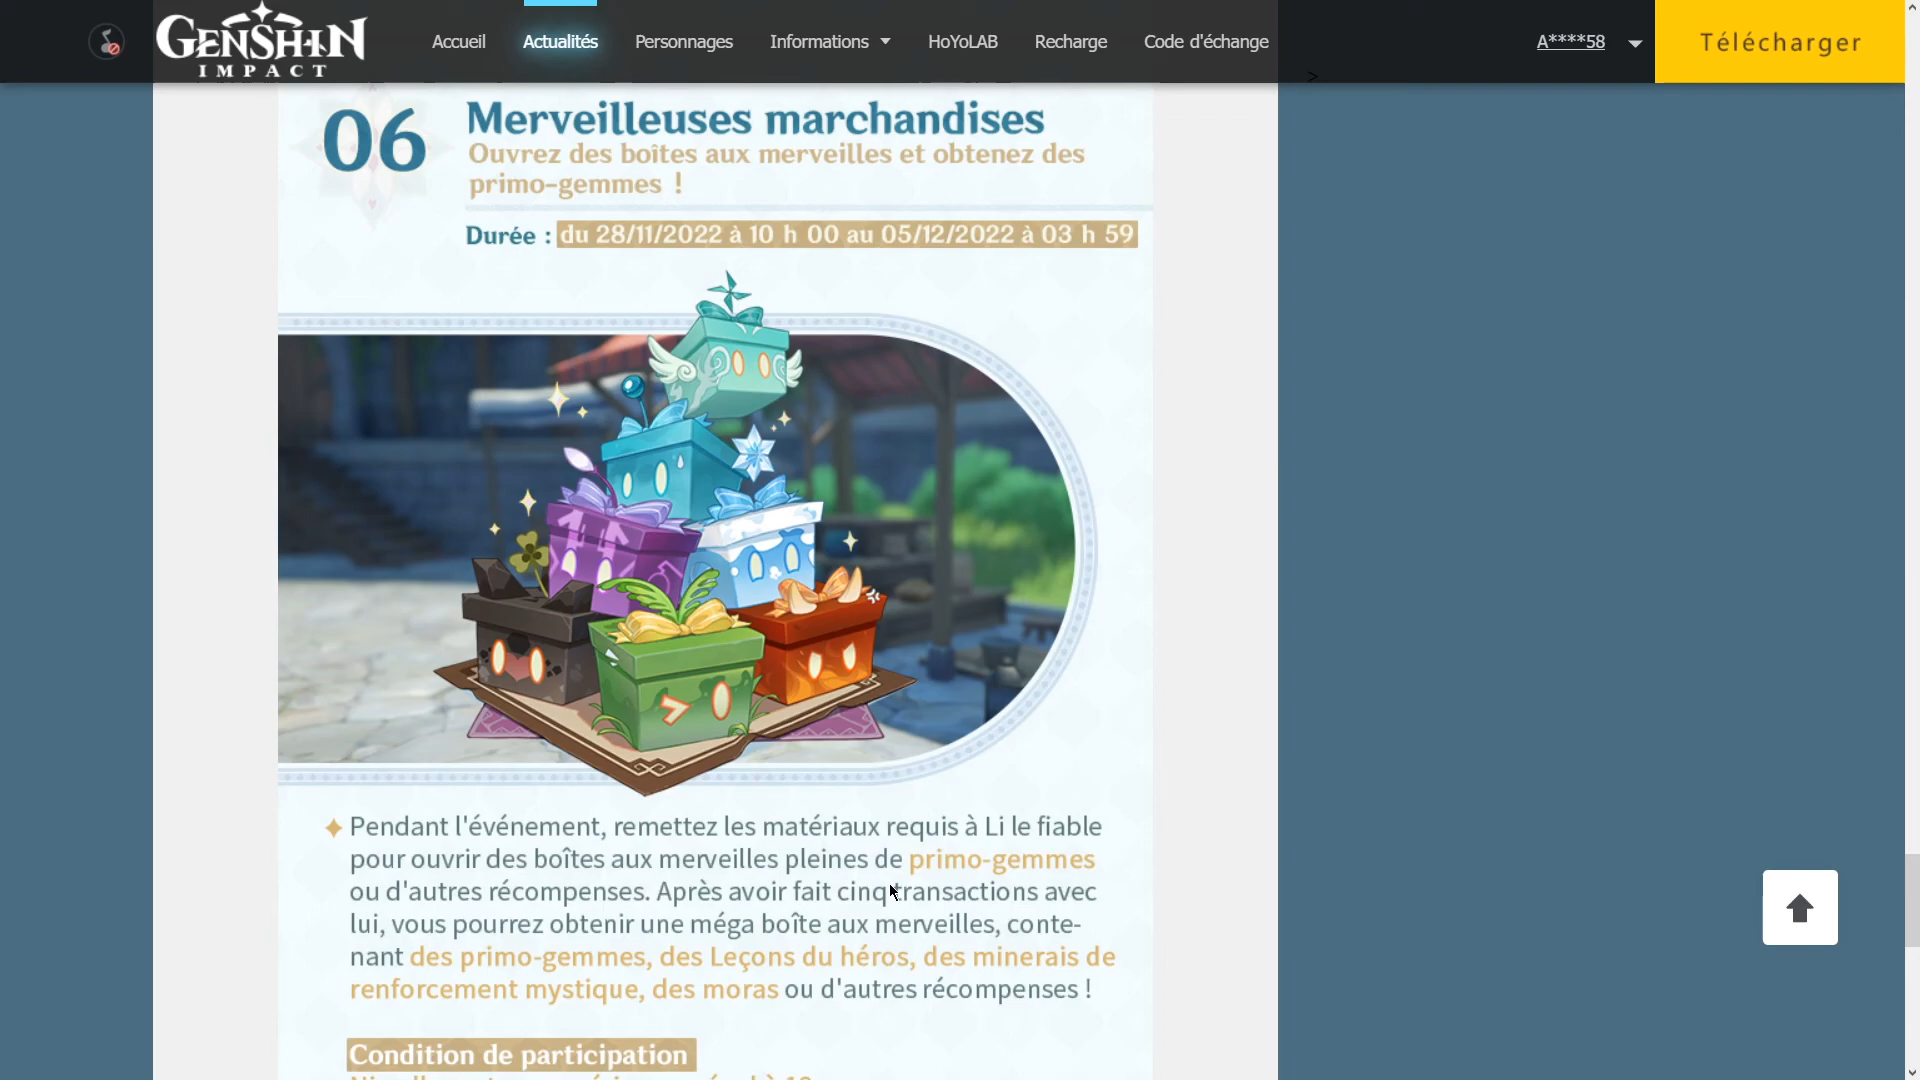 GENSHIN
IMPACT
Accueil
Actualités
Personnages
Informations
HoYoLAB
Recharge
Code d'échange
A****58
Télécharger
>
06
Merveilleuses marchandises
Ouvrez des boîtes aux merveilles et obtenez des
primo-gemmes !
Durée : du 28/11/2022 à 10 h 00 au 05/12/2022 à 03 h 59
Pendant l'événement, remettez les matériaux requis à Li le fiable
pour ouvrir des boîtes aux merveilles pleines de primo-gemmes
ou d'autres récompenses. Après avoir fait cinq transactions avec
lui, vous pourrez obtenir une méga boîte aux merveilles, conte-
nant des primo-gemmes, des Leçons du héros, des minerais de
renforcement mystique, des moras ou d'autres récompenses !
Condition de participation